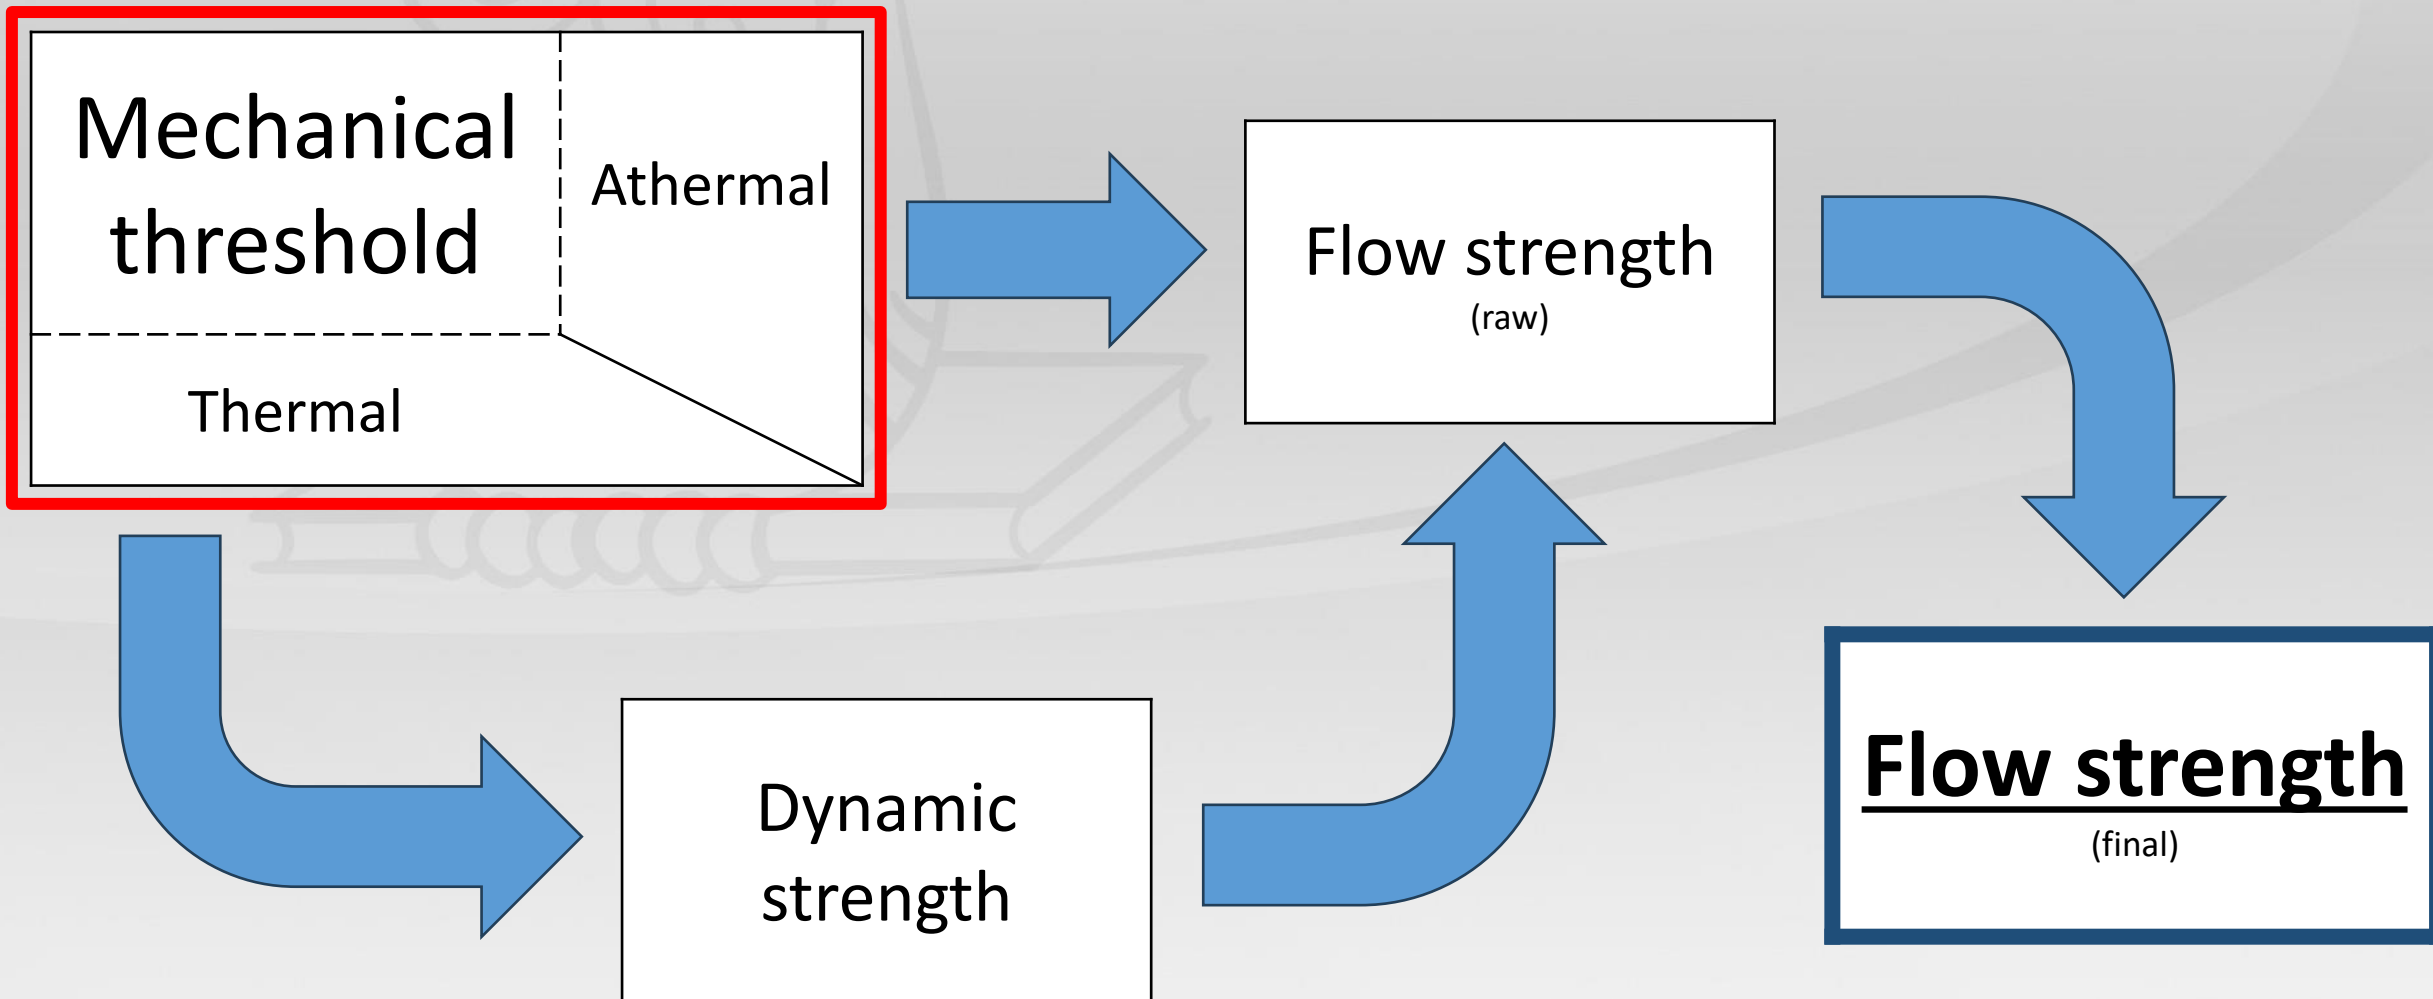 Mechanical
threshold
Athermal
Thermal
Flow strength
(raw)
Dynamic
strength
Flow strength
(final)